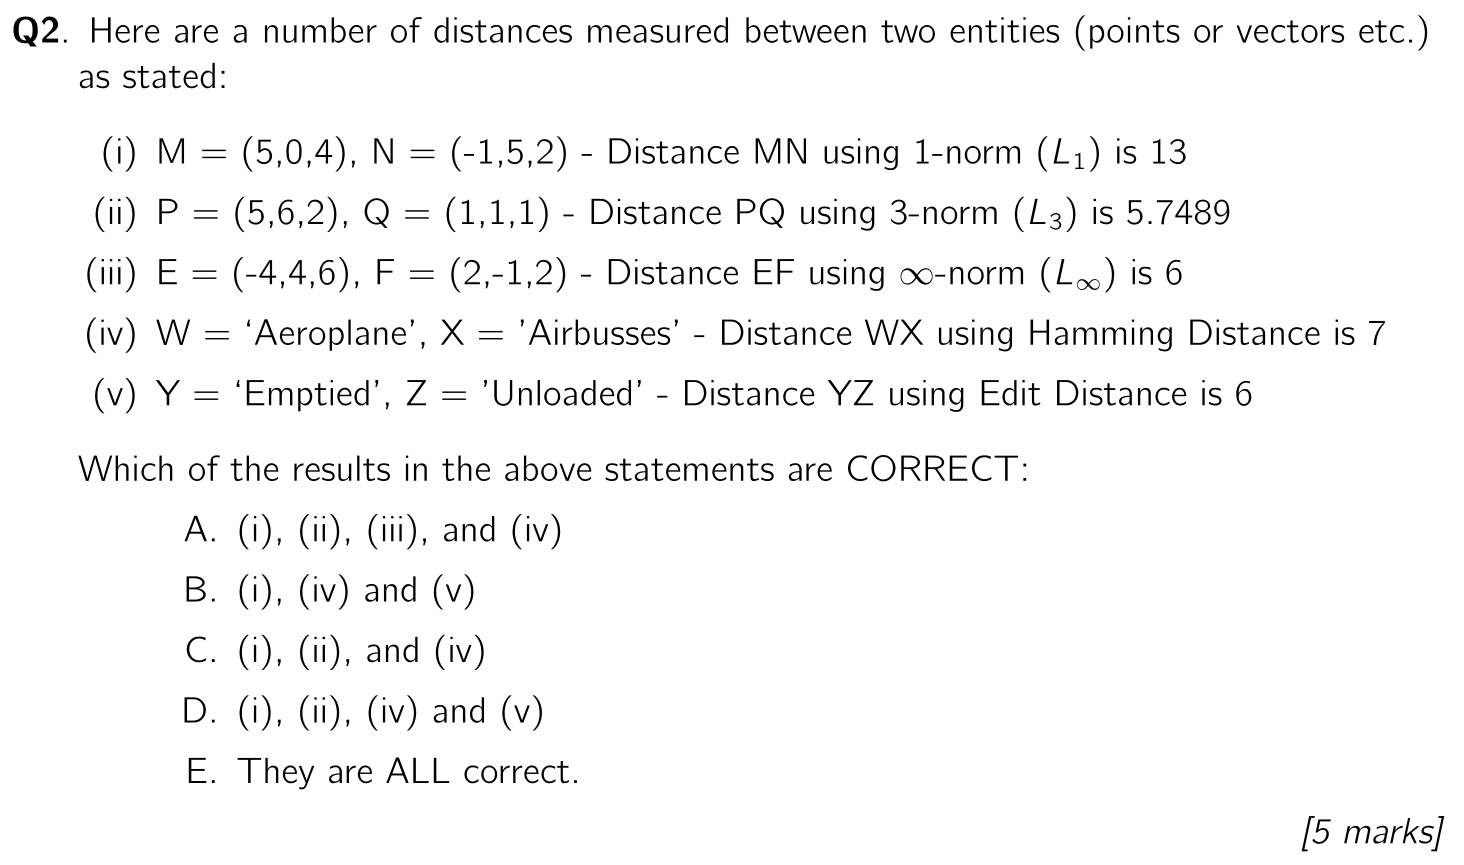 Q2. Here are a number of distances measured between two entities (points or vectors etc.)
as stated:
(i) M = (5,0,4), N = (-1,5,2) - Distance MN using 1-norm (L₁) is 13
(ii) P = (5,6,2), Q = (1,1,1) - Distance PQ using 3-norm (L₃) is 5.7489
(iii) E = (-4,4,6), F = (2,-1,2) - Distance EF using ∞-norm (L∞) is 6
(iv) W = ‘Aeroplane’, X = ’Airbusses’ - Distance WX using Hamming Distance is 7
(v) Y = ‘Emptied’, Z = ’Unloaded’ - Distance YZ using Edit Distance is 6
Which of the results in the above statements are CORRECT:
A. (i), (ii), (iii), and (iv)
B. (i), (iv) and (v)
C. (i), (ii), and (iv)
D. (i), (ii), (iv) and (v)
E. They are ALL correct.
[5 marks]